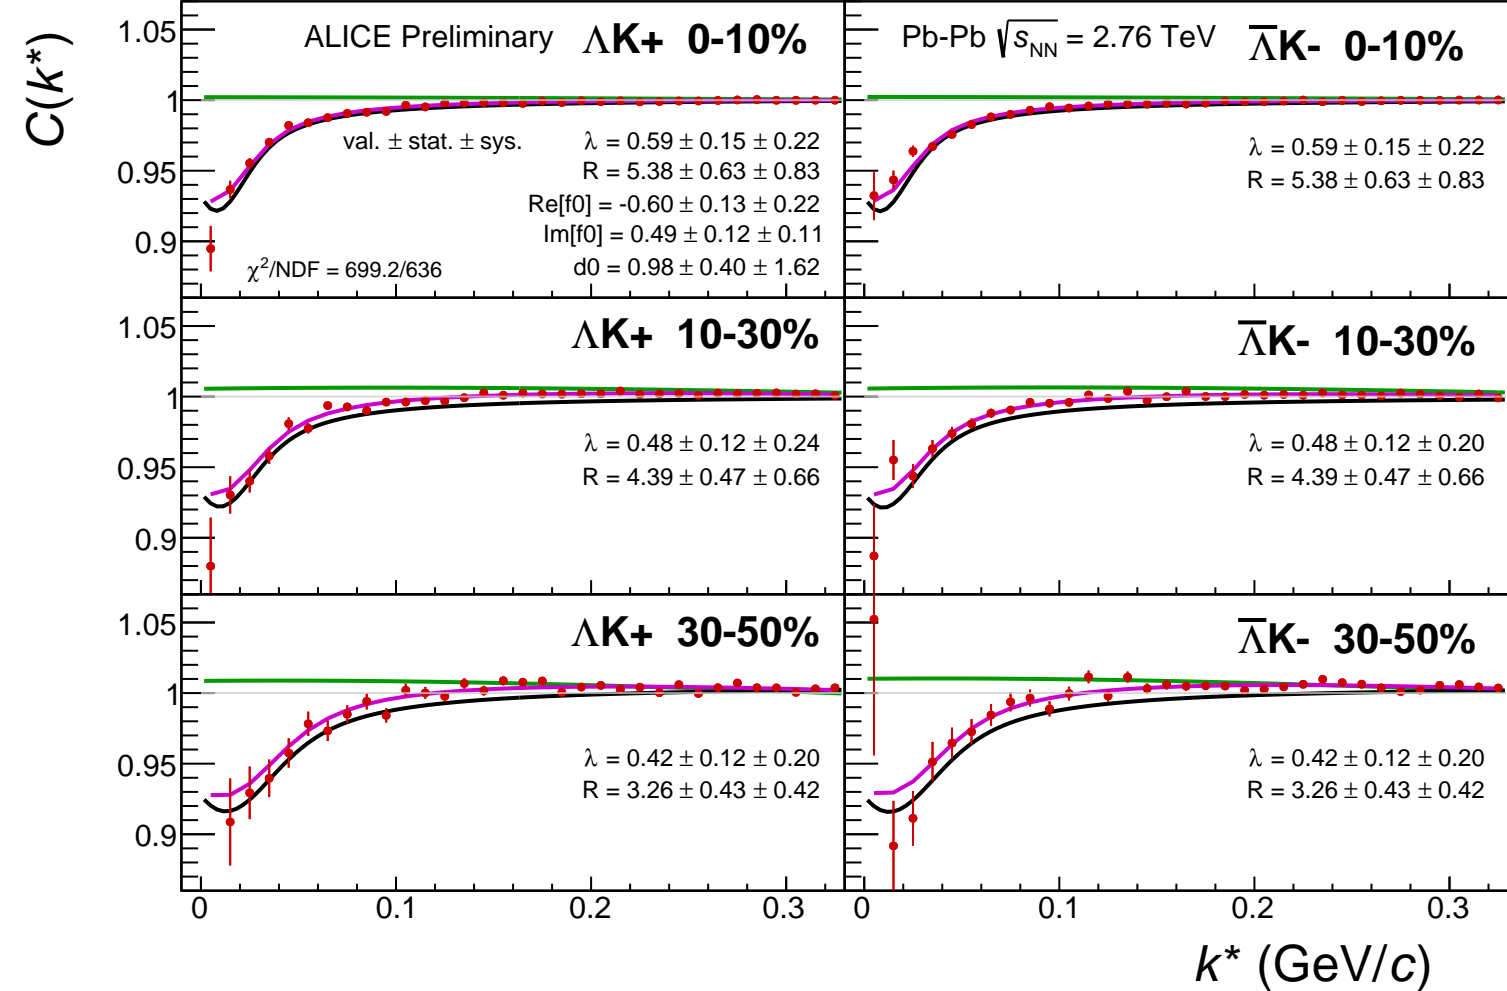 C(k*)
ALICE Preliminary ΛK+ 0-10%
val. ± stat. ± sys.
λ = 0.59 ± 0.15 ± 0.22
R = 5.38 ± 0.63 ± 0.83
Re[f0] = -0.60 ± 0.13 ± 0.22
Im[f0] = 0.49 ± 0.12 ± 0.11
d0 = 0.98 ± 0.40 ± 1.62
χ²/NDF = 699.2/636
1.05
1
0.95
0.9
Pb-Pb √sNN = 2.76 TeV Λ̅K- 0-10%
λ = 0.59 ± 0.15 ± 0.22
R = 5.38 ± 0.63 ± 0.83
ΛK+ 10-30%
λ = 0.48 ± 0.12 ± 0.24
R = 4.39 ± 0.47 ± 0.66
1.05
1
0.95
0.9
Λ̅K- 10-30%
λ = 0.48 ± 0.12 ± 0.20
R = 4.39 ± 0.47 ± 0.66
ΛK+ 30-50%
λ = 0.42 ± 0.12 ± 0.20
R = 3.26 ± 0.43 ± 0.42
1.05
1
0.95
0.9
Λ̅K- 30-50%
λ = 0.42 ± 0.12 ± 0.20
R = 3.26 ± 0.43 ± 0.42
0 0.1 0.2 0.3
0 0.1 0.2 0.3
k* (GeV/c)